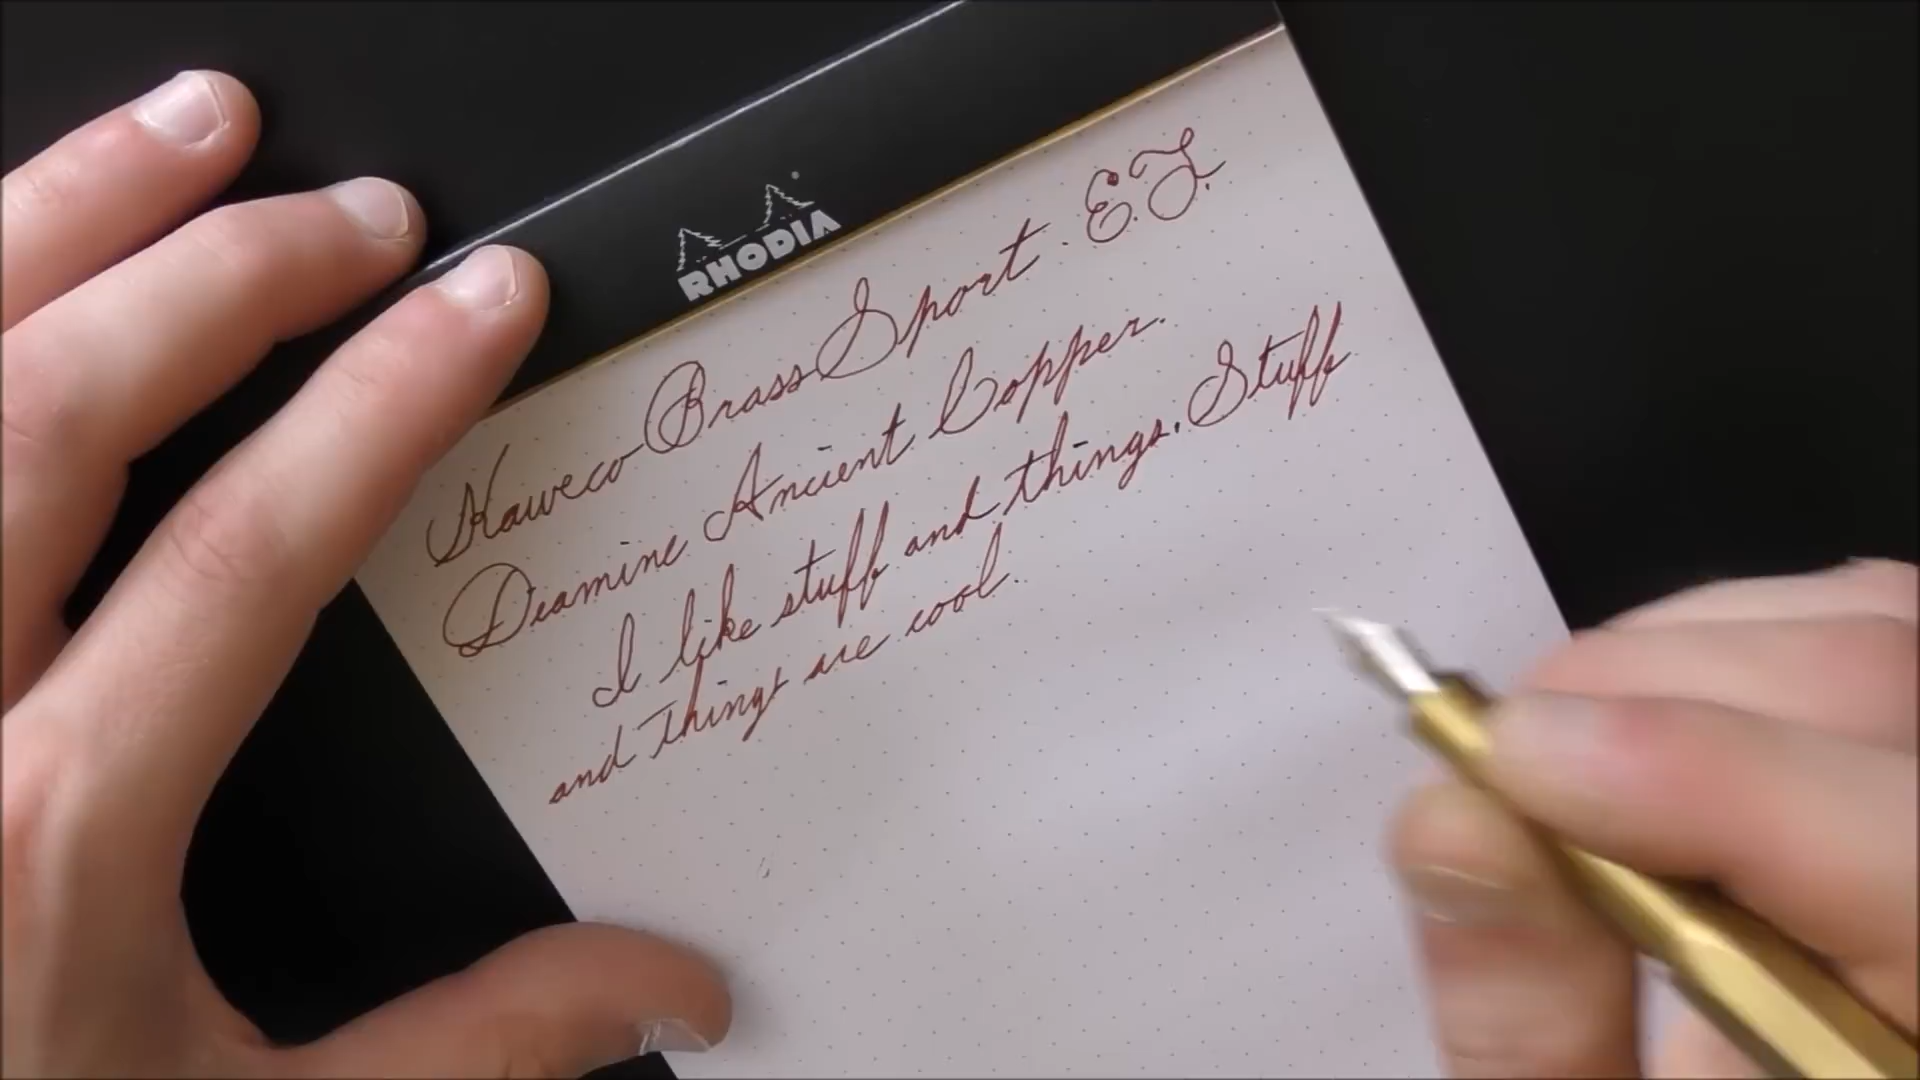 RHODIA
Kaweco Brass Sport. E.F.
Diamine Ancient Copper.
I like stuff and things. Stuff
and things are cool.